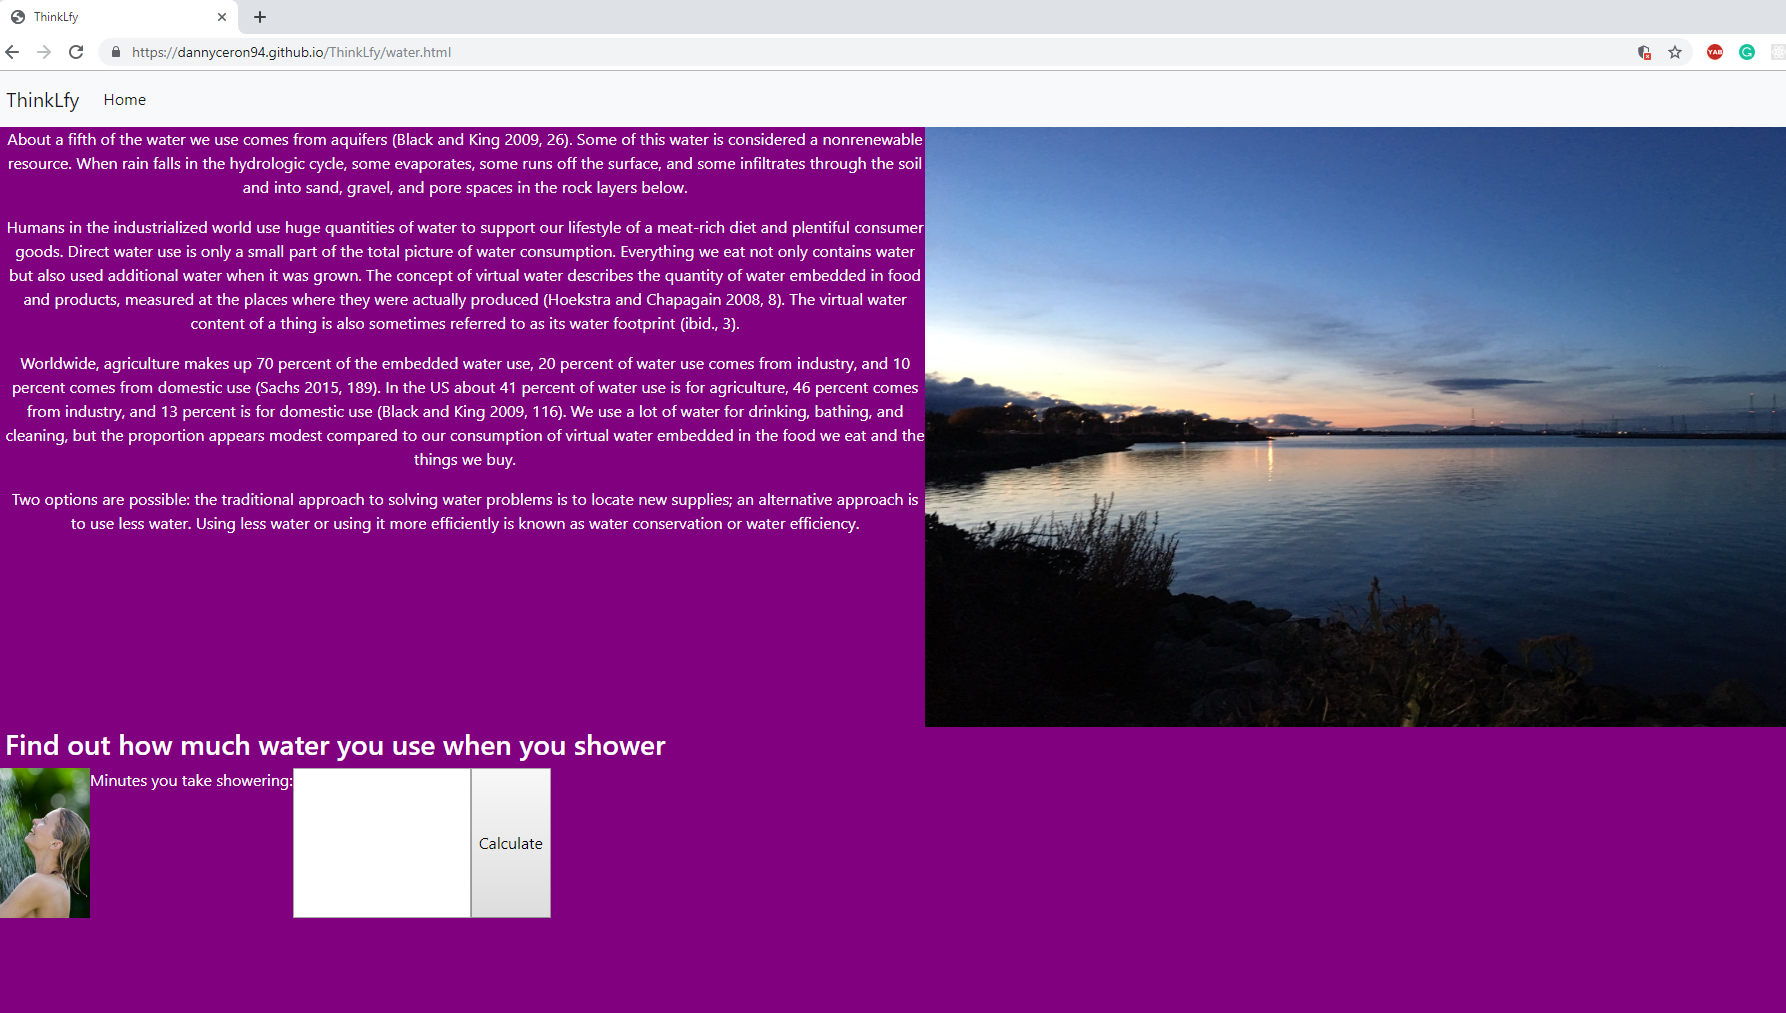 ThinkLfy
https://dannyceron94.github.io/ThinkLfy/water.html
YAB
ThinkLfy Home
About a fifth of the water we use comes from aquifers (Black and King 2009, 26). Some of this water is considered a nonrenewable
resource. When rain falls in the hydrologic cycle, some evaporates, some runs off the surface, and some infiltrates through the soil
and into sand, gravel, and pore spaces in the rock layers below.
Humans in the industrialized world use huge quantities of water to support our lifestyle of a meat-rich diet and plentiful consumer
goods. Direct water use is only a small part of the total picture of water consumption. Everything we eat not only contains water
but also used additional water when it was grown. The concept of virtual water describes the quantity of water embedded in food
and products, measured at the places where they were actually produced (Hoekstra and Chapagain 2008, 8). The virtual water
content of a thing is also sometimes referred to as its water footprint (ibid., 3).
Worldwide, agriculture makes up 70 percent of the embedded water use, 20 percent of water use comes from industry, and 10
percent comes from domestic use (Sachs 2015, 189). In the US about 41 percent of water use is for agriculture, 46 percent comes
from industry, and 13 percent is for domestic use (Black and King 2009, 116). We use a lot of water for drinking, bathing, and
cleaning, but the proportion appears modest compared to our consumption of virtual water embedded in the food we eat and the
things we buy.
Two options are possible: the traditional approach to solving water problems is to locate new supplies; an alternative approach is
to use less water. Using less water or using it more efficiently is known as water conservation or water efficiency.
Find out how much water you use when you shower
Minutes you take showering:
Calculate